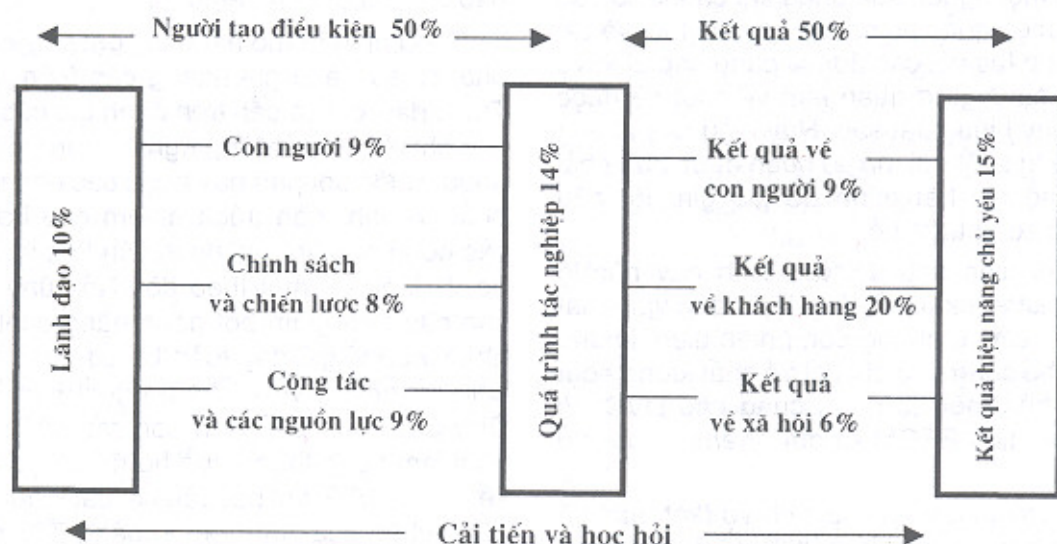 Người tạo điều kiện 50%
Kết quả 50%
Lãnh đạo 10%
Con người 9%
Chính sách
và chiến lược 8%
Cộng tác
và các nguồn lực 9%
Quá trình tác nghiệp 14%
Kết quả về
con người 9%
Kết quả
về khách hàng 20%
Kết quả
về xã hội 6%
Kết quả hiệu năng chủ yếu 15%
Cải tiến và học hỏi